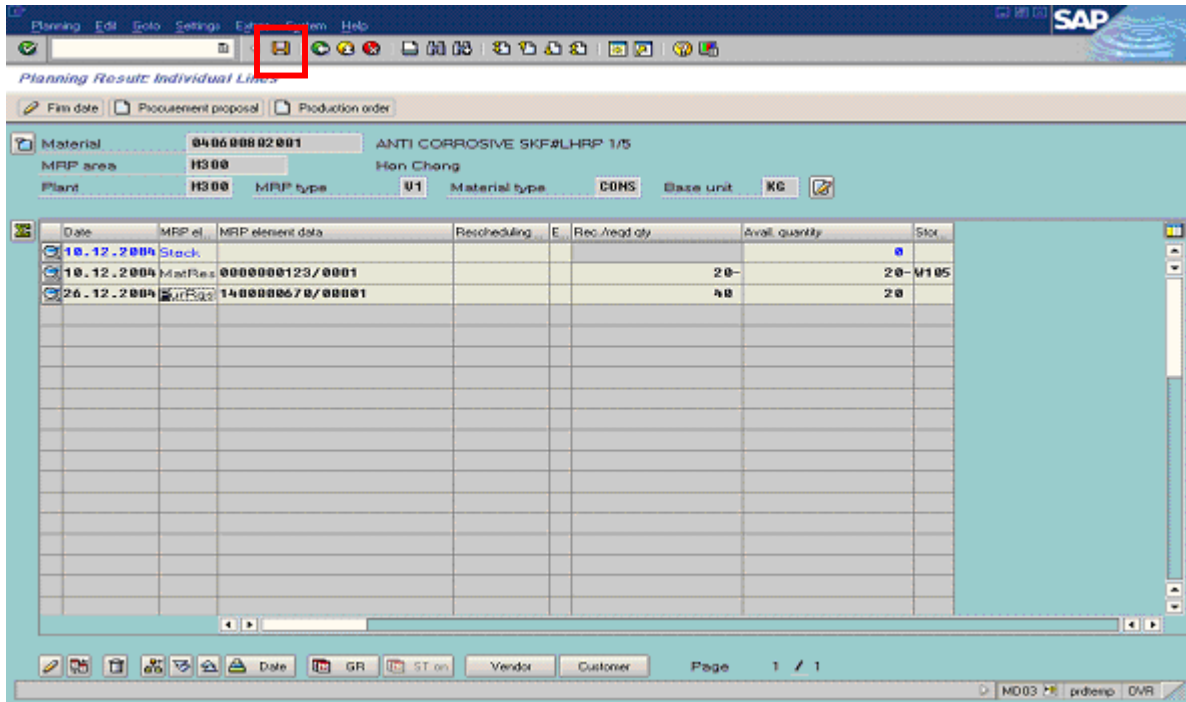 Planning Edit Goto Settings Extras System Help
SAP
Planning Result: Individual Lines
Firm date Procurement proposal Production order
Material 040600802001 ANTI CORROSIVE SKF#LHRP 1/5
MRP area M300 Hon Chong
Plant M300 MRP type V1 Material type CONS Base unit KG
Date MRP el... MRP element data Rescheduling ... E... Rec./reqd qty Avail. quantity Stor...
10.12.2004 Stock 0
10.12.2004 MatRes 0000000123/0001 20- 20- W105
26.12.2004 PurRqs 1400000670/00001 40 20
Date GR ST on Vendor Customer Page 1 / 1
MD03 prdtemp OVR